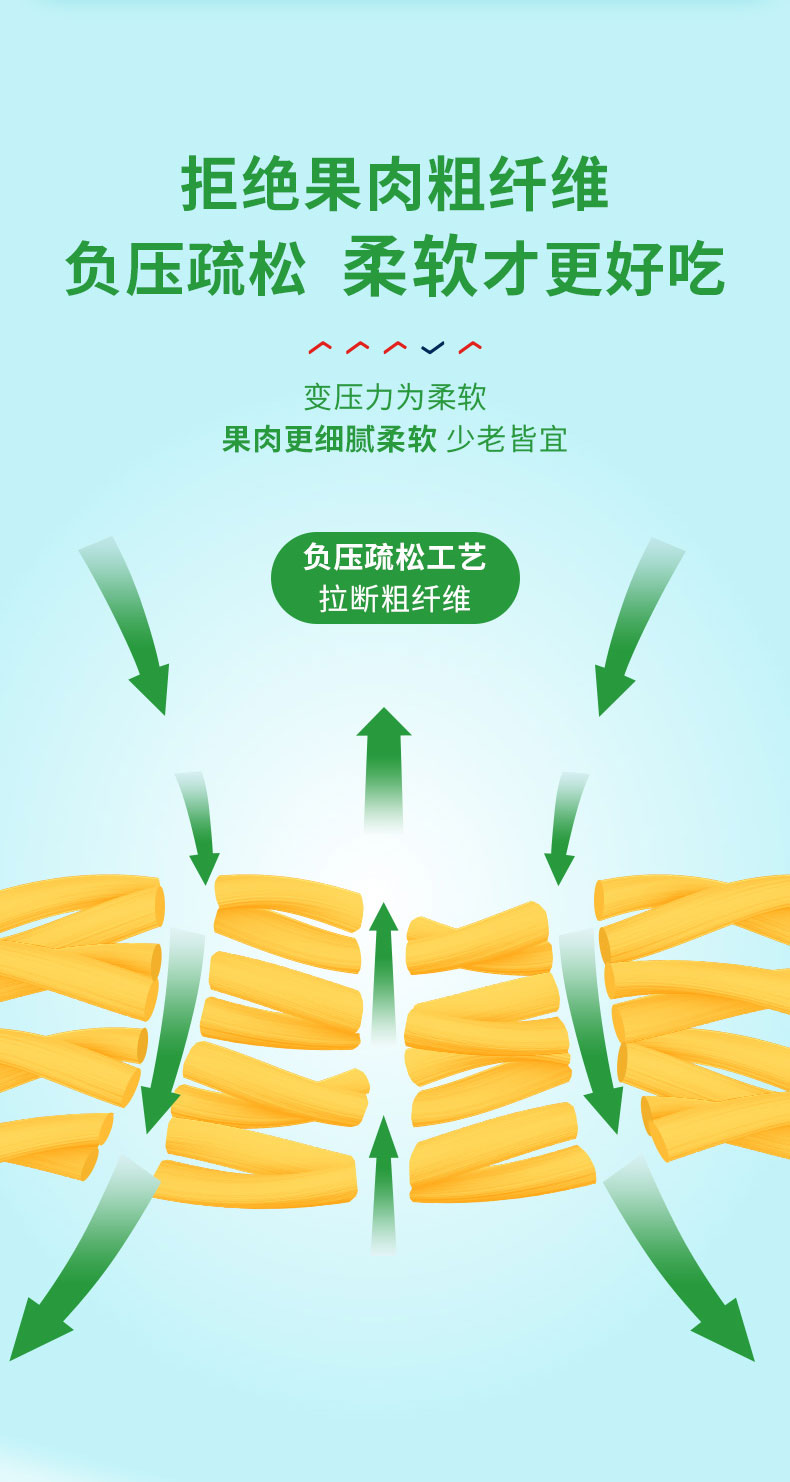 拒绝果肉粗纤维
负压疏松 柔软才更好吃
变压力为柔软
果肉更细腻柔软 少老皆宜
负压疏松工艺
拉断粗纤维